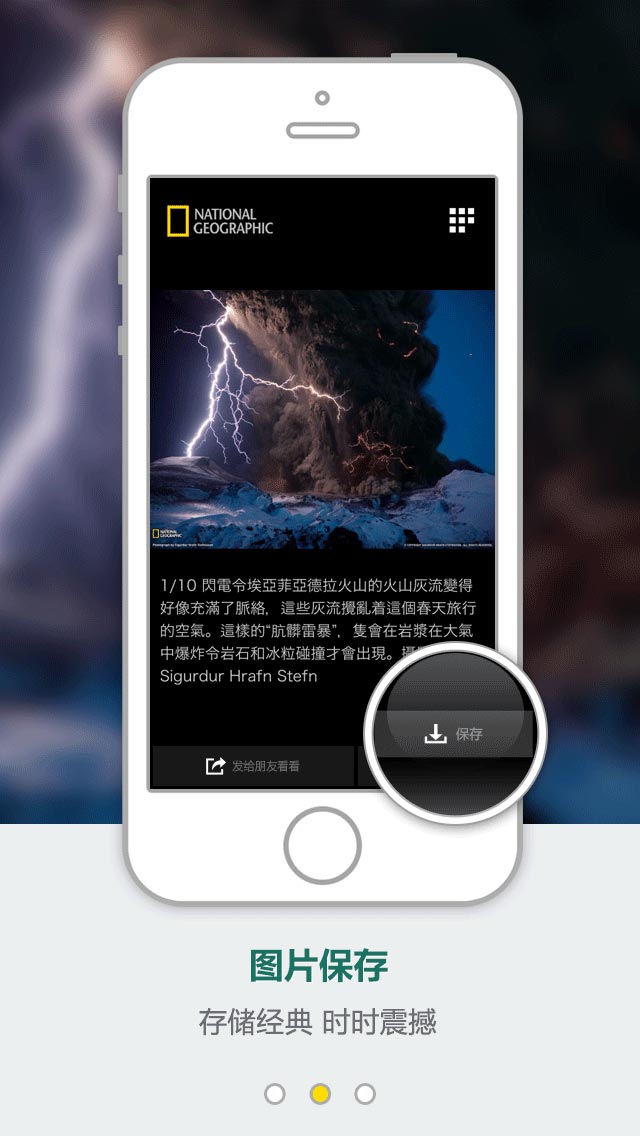 NATIONAL
GEOGRAPHIC
NATIONAL
GEOGRAPHIC
1/10 閃電令埃亞菲亞德拉火山的火山灰流變得
好像充滿了脈絡，這些灰流擾亂着這個春天旅行
的空氣。這樣的“肮髒雷暴”，隻會在岩漿在大氣
中爆炸令岩石和冰粒碰撞才會出現。
Sigurdur Hrafn Stefn
保存
发给朋友看看
图片保存
存储经典 时时震撼